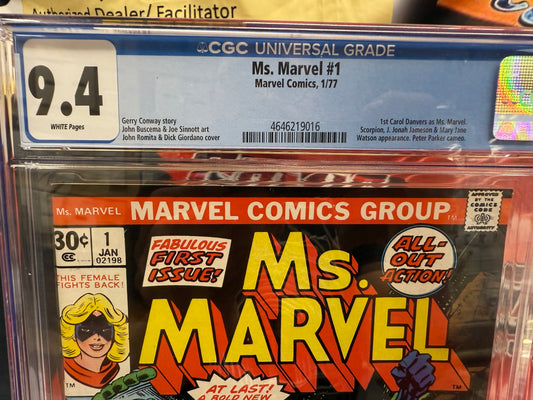 Authorized Dealer/ Facilitator
CGC UNIVERSAL GRADE
9.4
WHITE Pages
Ms. Marvel #1
Marvel Comics, 1/77
Gerry Conway story
John Buscema & Joe Sinnott art
John Romita & Dick Giordano cover
4646219016
1st Carol Danvers as Ms. Marvel.
Scorpion, J. Jonah Jameson & Mary Jane
Watson appearance. Peter Parker cameo.
Ms. MARVEL
MARVEL COMICS GROUP
TM
APPROVED
BY THE
COMICS
CODE
AUTHORITY
30¢
CC
1
JAN
02198
THIS FEMALE
FIGHTS BACK!
TM
FABULOUS
FIRST
ISSUE!
ALL-
OUT
ACTION!
Ms.
MARVEL
TM
AT LAST!
A BOLD NEW